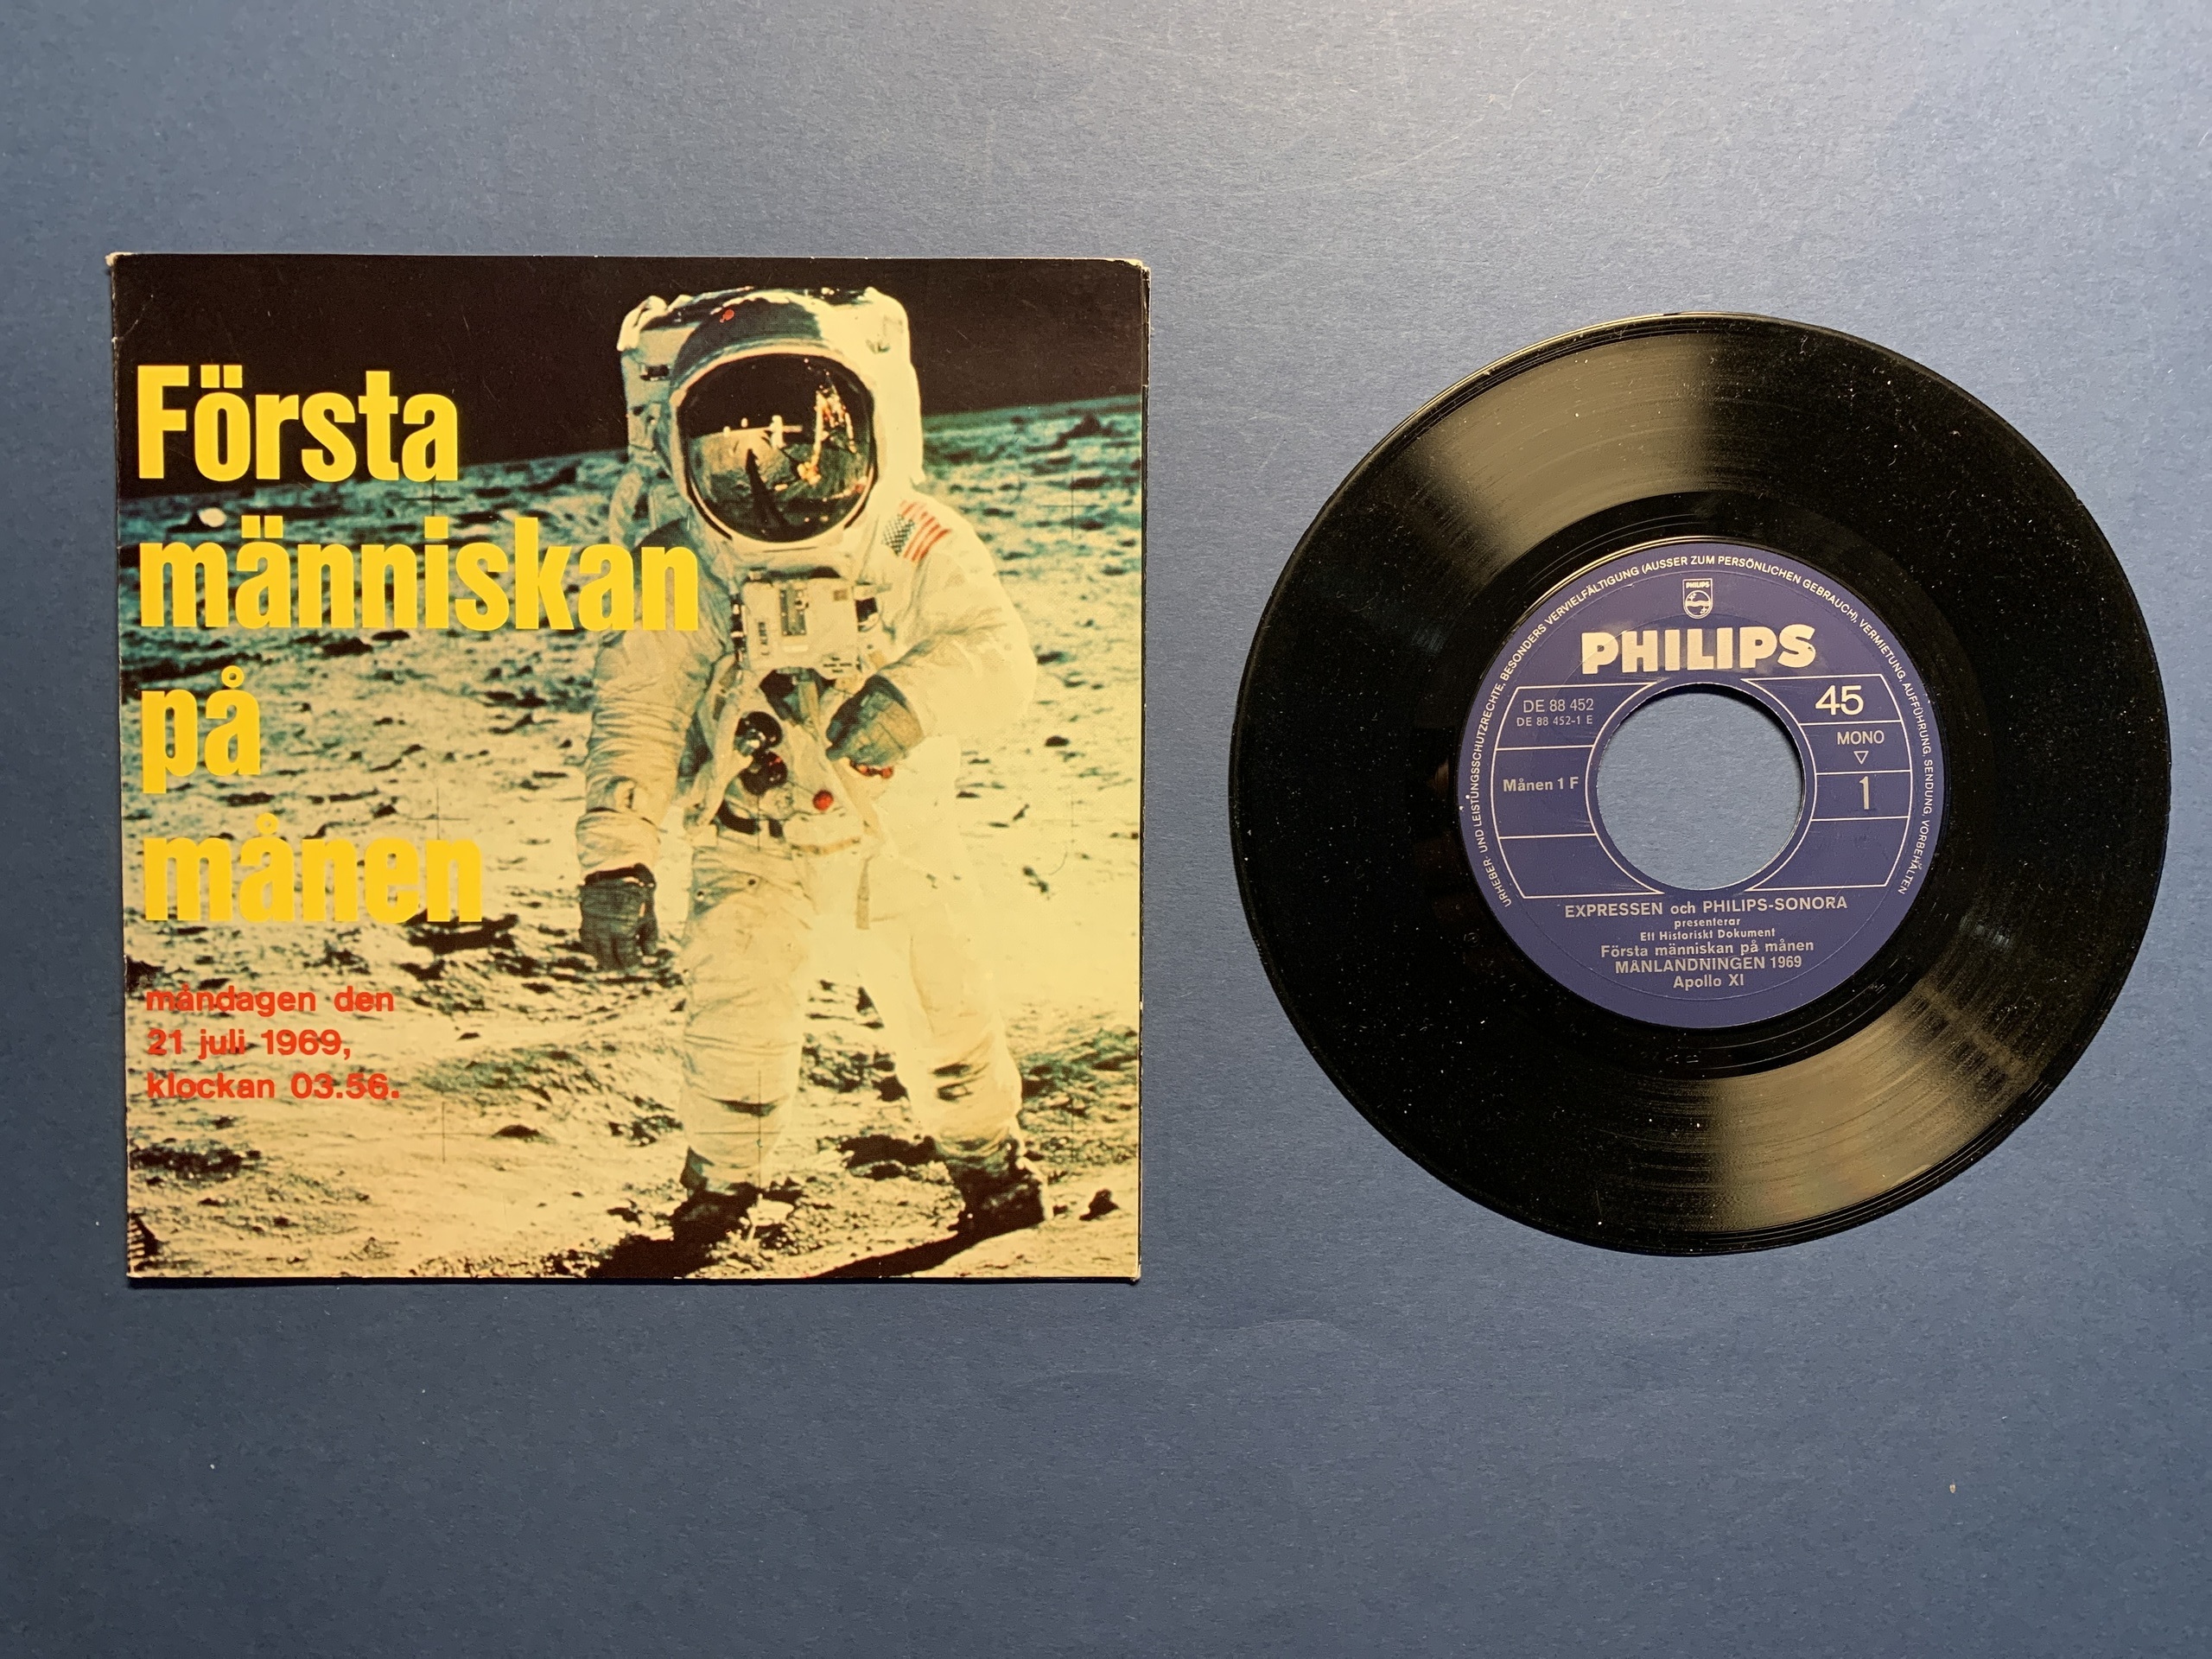 Första
människan
på
månen
måndagen den
21 juli 1969,
klockan 03.56.
URHEBER- UND LEISTUNGSSCHUTZRECHTE, BESONDERS VERVIELFÄLTIGUNG (AUSSER ZUM PERSÖNLICHEN GEBRAUCH), VERMIETUNG, AUFFÜHRUNG, SENDUNG, VORBEHALTEN
PHILIPS
PHILIPS
DE 88 452
DE 88 452-1 E
Månen 1 F
45
MONO
1
EXPRESSEN och PHILIPS-SONORA
presenterar
Ett Historiskt Dokument
Första människan på månen
MÅNLANDNINGEN 1969
Apollo XI